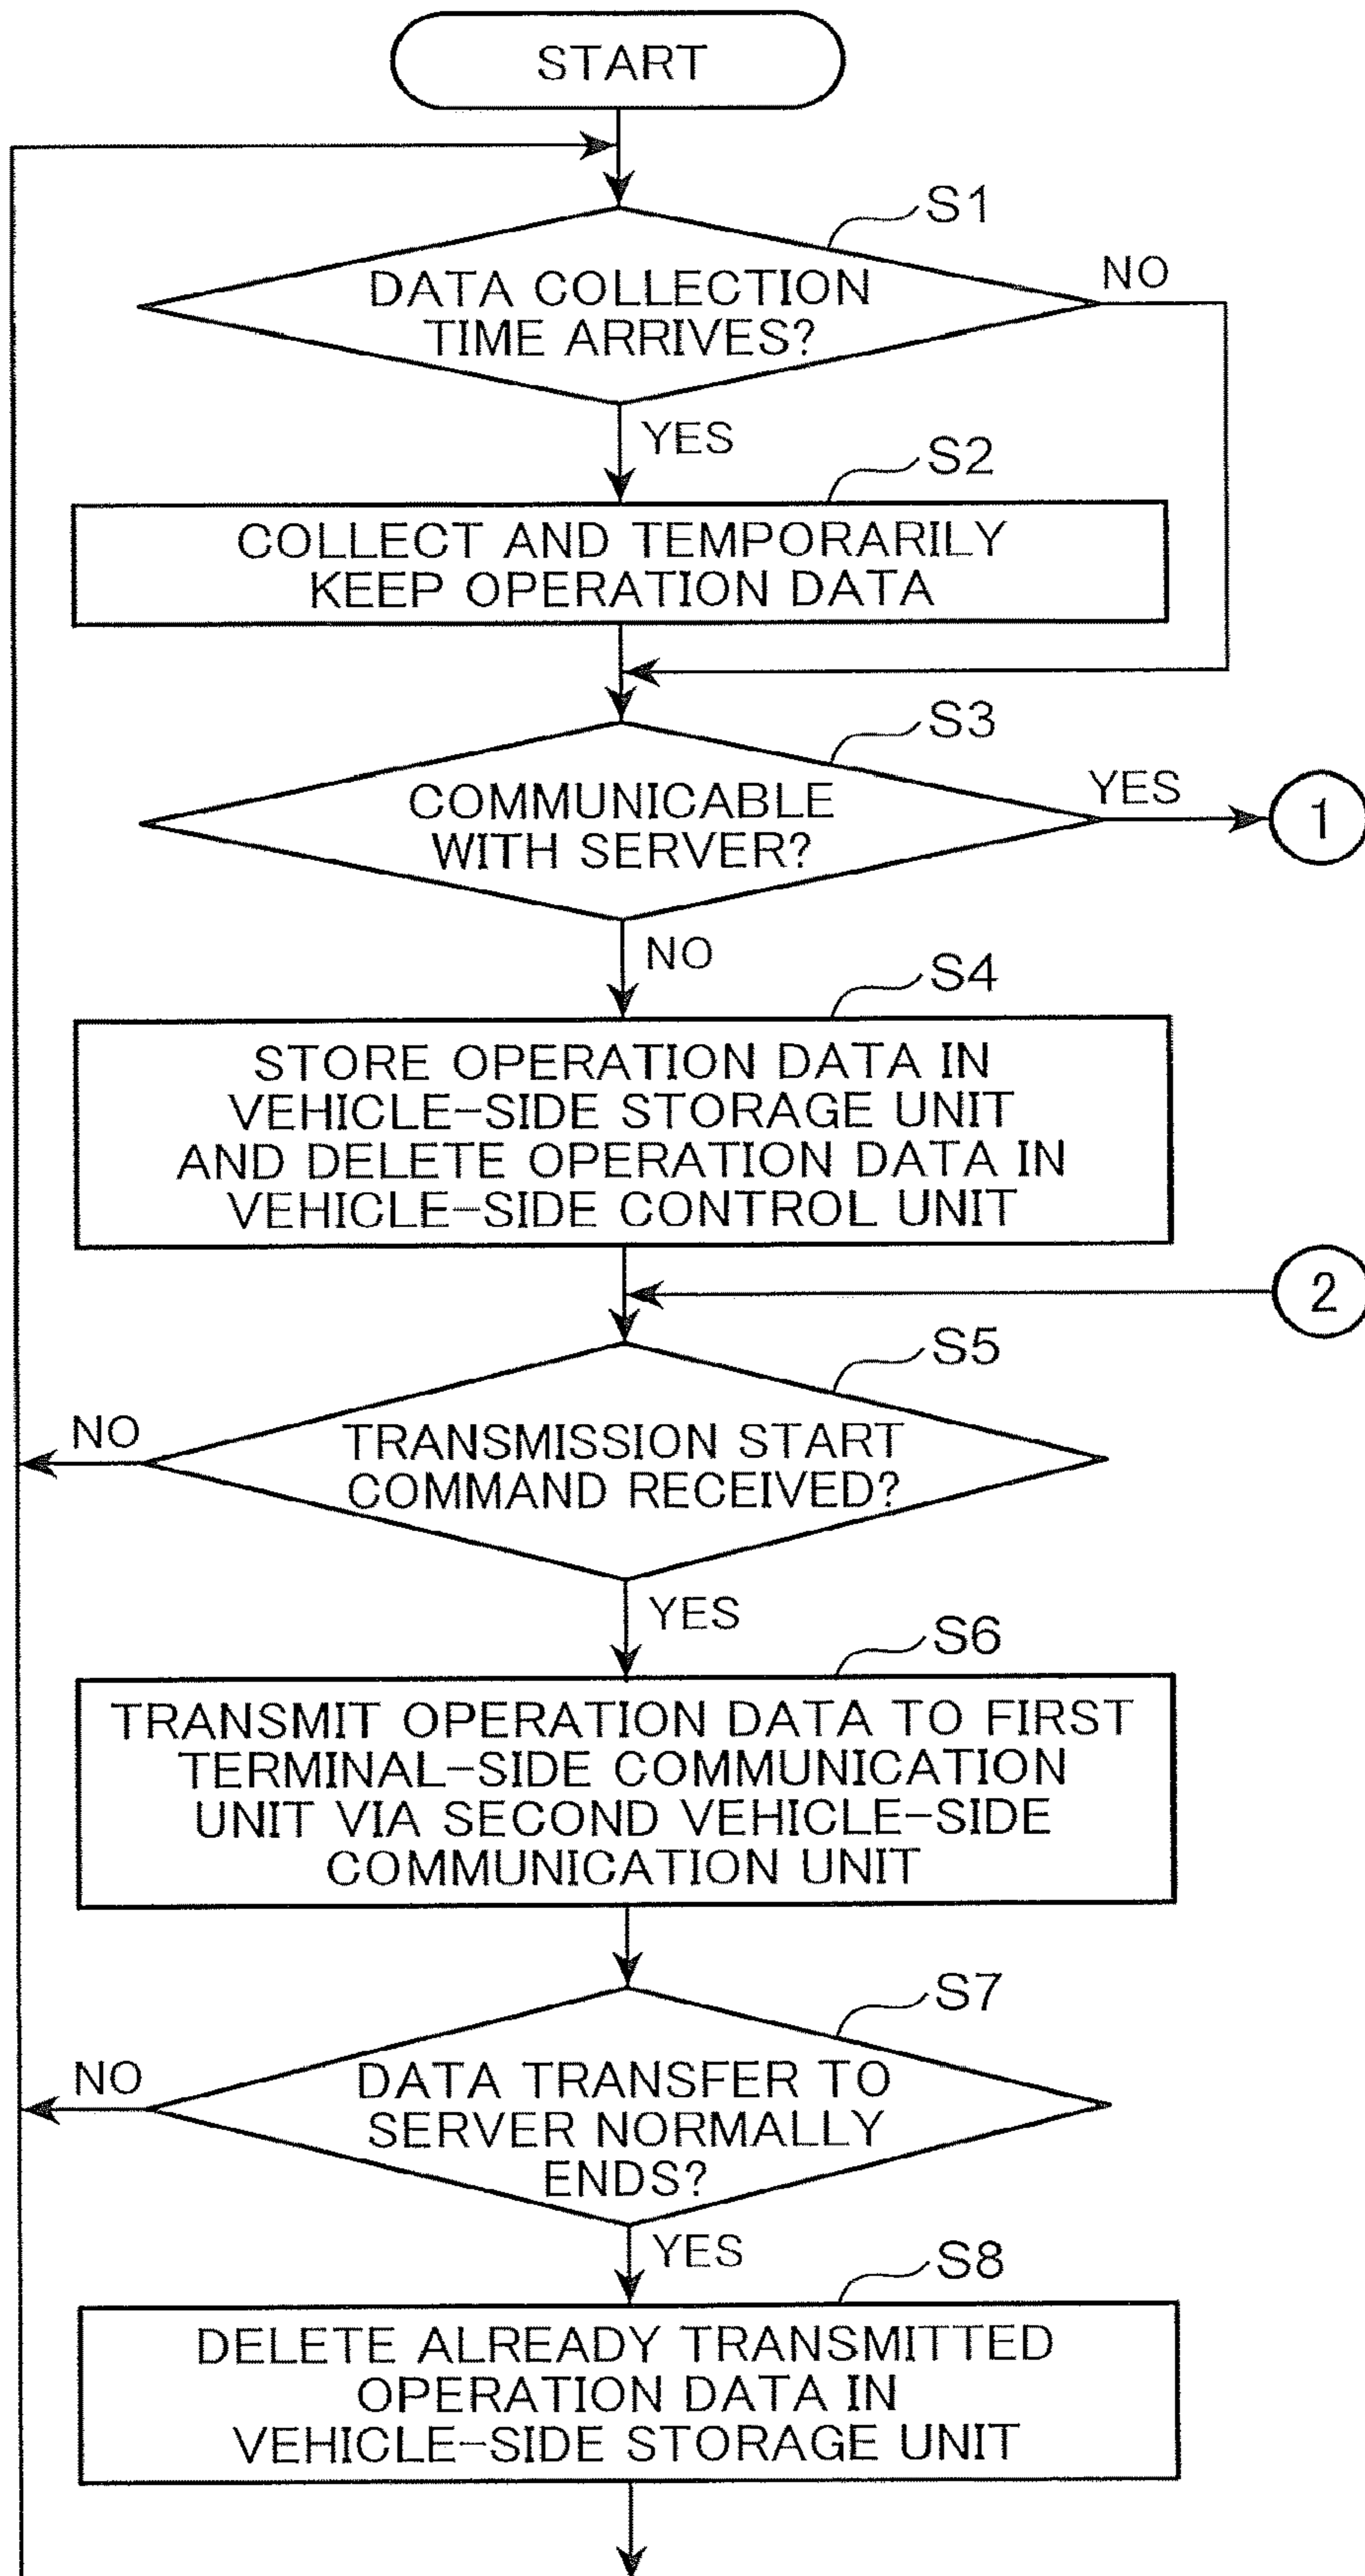 START
S1
DATA COLLECTION
TIME ARRIVES?
NO
YES
S2
COLLECT AND TEMPORARILY
KEEP OPERATION DATA
S3
COMMUNICABLE
WITH SERVER?
YES
1
NO
S4
STORE OPERATION DATA IN
VEHICLE-SIDE STORAGE UNIT
AND DELETE OPERATION DATA IN
VEHICLE-SIDE CONTROL UNIT
2
S5
TRANSMISSION START
COMMAND RECEIVED?
NO
YES
S6
TRANSMIT OPERATION DATA TO FIRST
TERMINAL-SIDE COMMUNICATION
UNIT VIA SECOND VEHICLE-SIDE
COMMUNICATION UNIT
S7
DATA TRANSFER TO
SERVER NORMALLY
ENDS?
NO
YES
S8
DELETE ALREADY TRANSMITTED
OPERATION DATA IN
VEHICLE-SIDE STORAGE UNIT